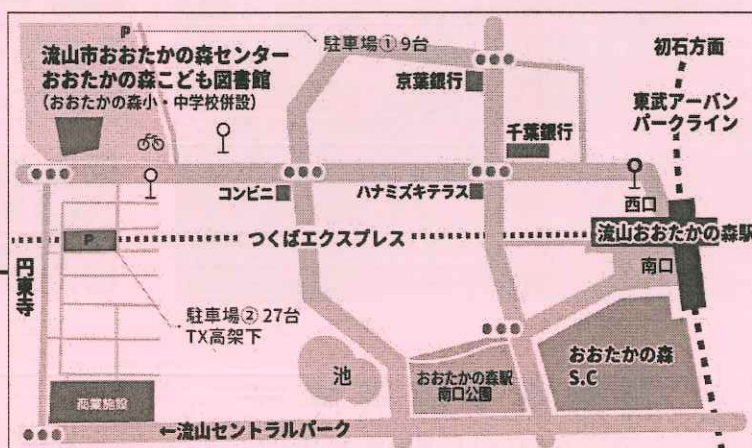 P
駐車場① 9台
流山市おおたかの森センター
おおたかの森こども図書館
（おおたかの森小・中学校併設）
京葉銀行
初石方面
東武アーバン
パークライン
千葉銀行
コンビニ
ハナミズキテラス
西口
P
つくばエクスプレス
流山おおたかの森駅
円東寺
南口
駐車場② 27台
TX高架下
池
おおたかの森駅
南口公園
おおたかの森
S.C
商業施設
←流山セントラルパーク